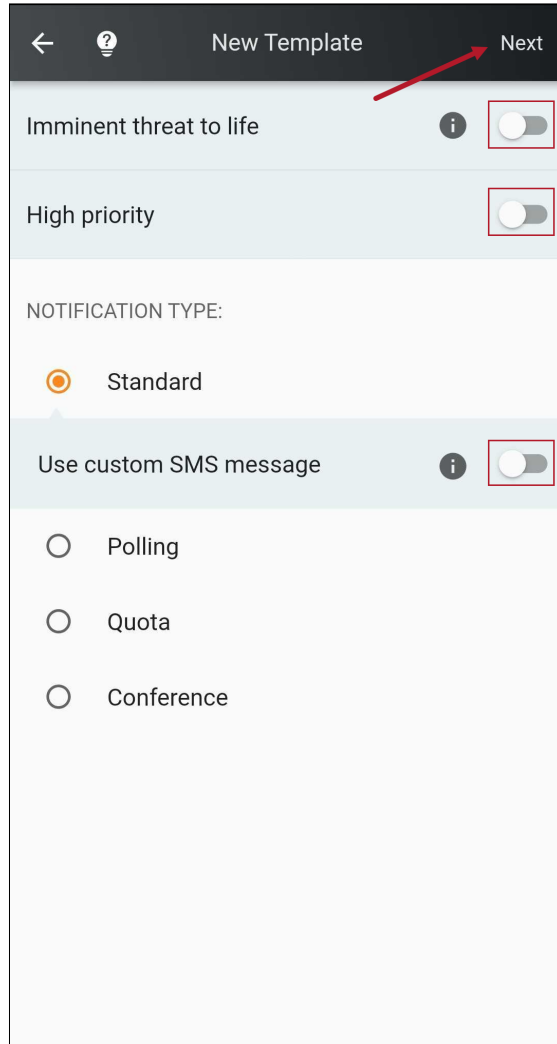 New Template
Next
Imminent threat to life
High priority
NOTIFICATION TYPE:
Standard
Use custom SMS message
Polling
Quota
Conference